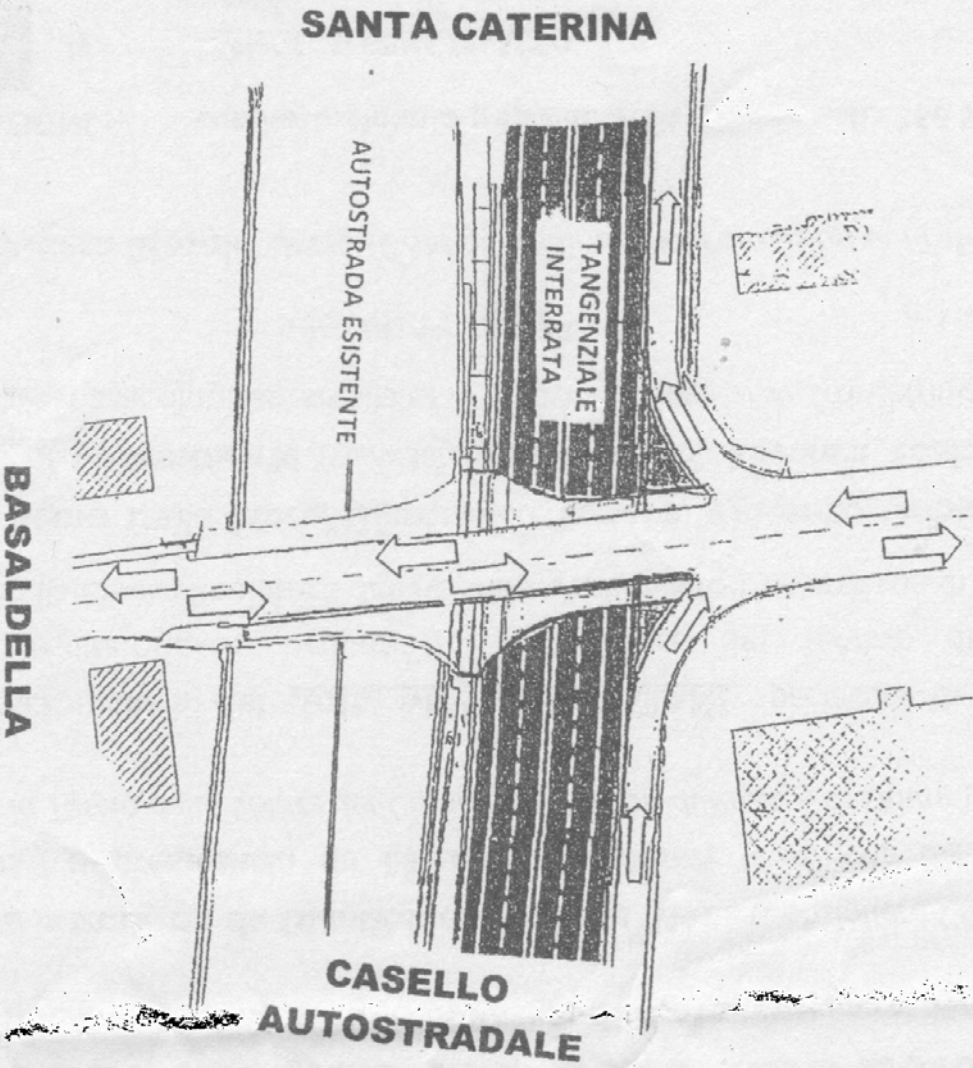 SANTA CATERINA
AUTOSTRADA ESISTENTE
TANGENZIALE
INTERRATA
BASALDELLA
CASELLO
AUTOSTRADALE